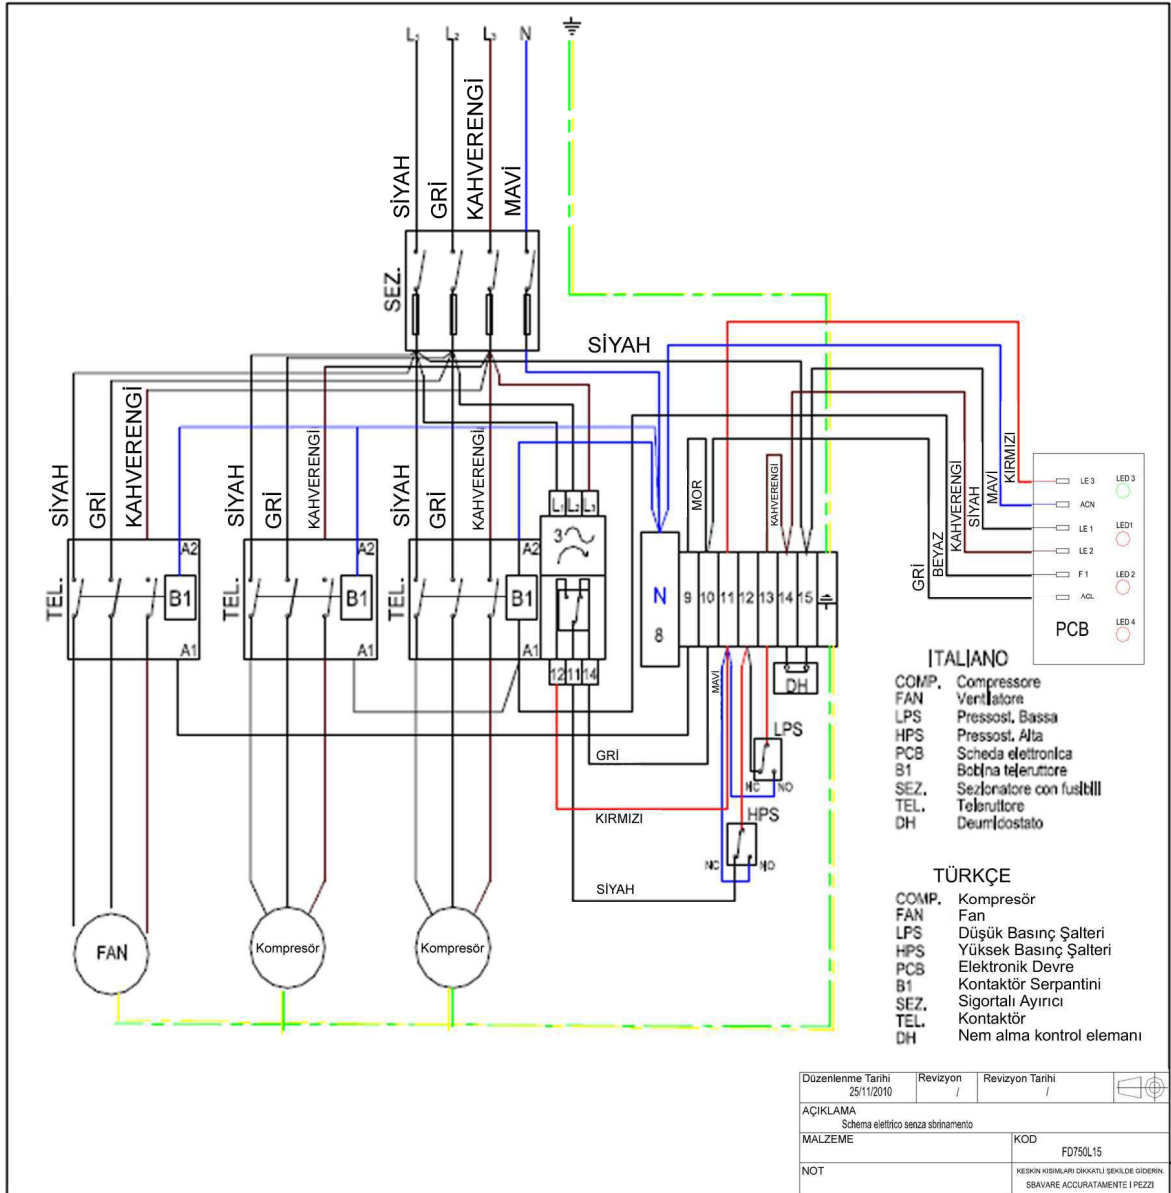 L₁ L₂ L₃ N
SİYAH
GRİ
KAHVERENGİ
MAVİ
SEZ.
SİYAH
SİYAH
GRİ
KAHVERENGİ
SİYAH
GRİ
KAHVERENGİ
SİYAH
GRİ
KAHVERENGİ
MOR
KAHVERENGİ
GRİ
BEYAZ
KAHVERENGİ
SİYAH
MAVİ
KIRMIZI
LE 3 LED 3
ACN
LE 1 LED1
LE 2
F 1 LED 2
ACL
PCB LED 4
L₁ L₂ L₃
3
TEL. A2 B1 A1
TEL. A2 B1 A1
TEL. A2 B1 A1
12 11 14
N
8
9 10 11 12 13 14 15
MAVİ
DH
LPS
NC NO
HPS
NC NO
GRİ
KIRMIZI
SİYAH
FAN
Kompresör
Kompresör
ITALIANO
COMP. Compressore
FAN Ventilatore
LPS Pressost. Bassa
HPS Pressost. Alta
PCB Scheda elettronica
B1 Bobina teleruttore
SEZ. Sezionatore con fusibili
TEL. Teleruttore
DH Deumidostato
TÜRKÇE
COMP. Kompresör
FAN Fan
LPS Düşük Basınç Şalteri
HPS Yüksek Basınç Şalteri
PCB Elektronik Devre
B1 Kontaktör Serpantini
SEZ. Sigortalı Ayırıcı
TEL. Kontaktör
DH Nem alma kontrol elemanı
Düzenlenme Tarihi Revizyon Revizyon Tarihi
25/11/2010 / /
AÇIKLAMA
Schema elettrico senza sbrinamento
MALZEME KOD
FD750L15
NOT KESKİN KISIMLARI DİKKATLİ ŞEKİLDE GİDERİN.
SBAVARE ACCURATAMENTE I PEZZI